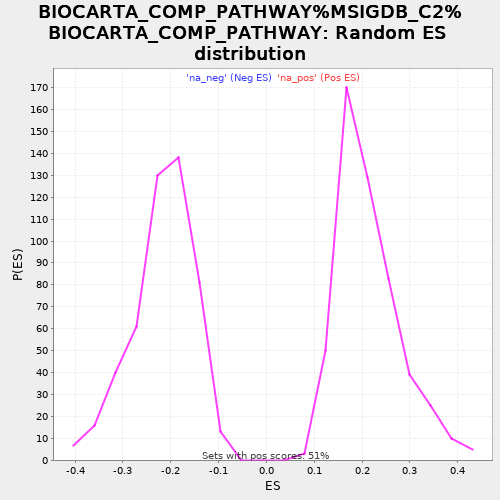 BIOCARTA_COMP_PATHWAY%MSIGDB_C2%
BIOCARTA_COMP_PATHWAY: Random ES
distribution
'na_neg' (Neg ES) 'na_pos' (Pos ES)
P(ES)
170
160
150
140
130
120
110
100
90
80
70
60
50
40
30
20
10
0
Sets with pos scores: 51%
-0.4 -0.3 -0.2 -0.1 0.0 0.1 0.2 0.3 0.4
ES